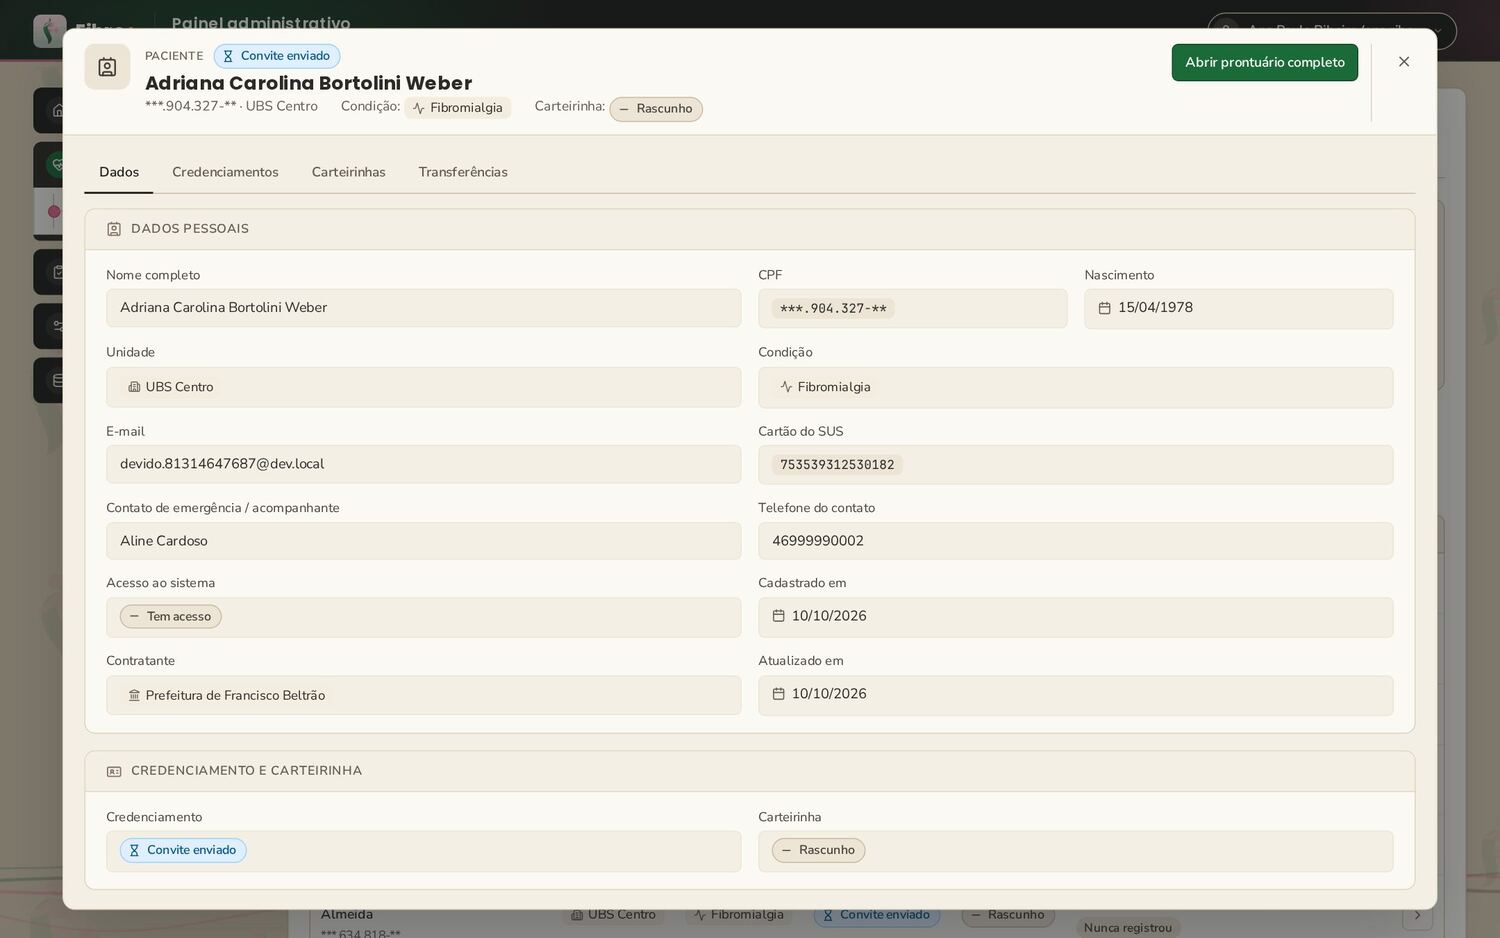 Painel administrativo
PACIENTE Convite enviado
Adriana Carolina Bortolini Weber
***.904.327-** · UBS Centro Condição: Fibromialgia Carteirinha: Rascunho
Abrir prontuário completo
Dados Credenciamentos Carteirinhas Transferências
DADOS PESSOAIS
Nome completo CPF Nascimento
Adriana Carolina Bortolini Weber ***.904.327-** 15/04/1978
Unidade Condição
UBS Centro Fibromialgia
E-mail Cartão do SUS
devido.81314647687@dev.local 753539312530182
Contato de emergência / acompanhante Telefone do contato
Aline Cardoso 46999990002
Acesso ao sistema Cadastrado em
Tem acesso 10/10/2026
Contratante Atualizado em
Prefeitura de Francisco Beltrão 10/10/2026
CREDENCIAMENTO E CARTEIRINHA
Credenciamento Carteirinha
Convite enviado Rascunho
Almeida UBS Centro Fibromialgia Convite enviado Rascunho
Nunca registrou
***.634.818-**